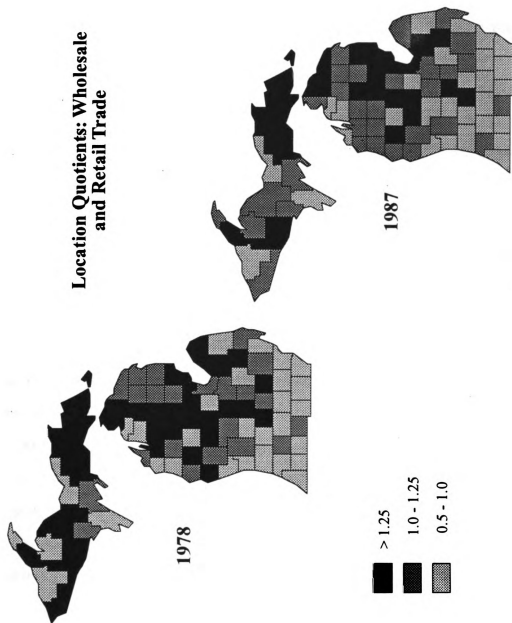 Location Quotients: Wholesale
and Retail Trade
1978
1987
> 1.25
1.0 - 1.25
0.5 - 1.0